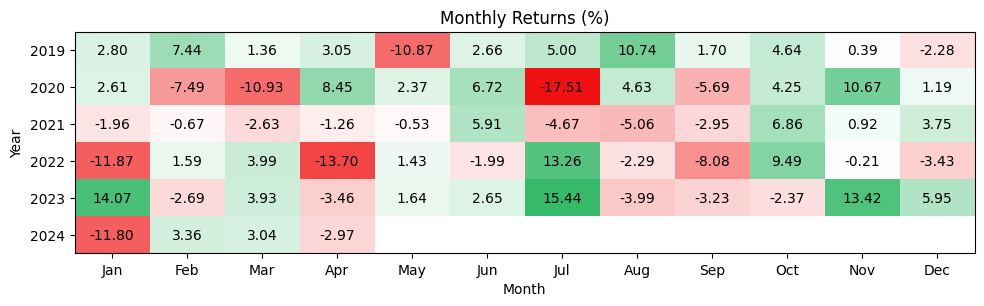 Monthly Returns (%)
Year
2019 2.80 7.44 1.36 3.05 -10.87 2.66 5.00 10.74 1.70 4.64 0.39 -2.28
2020 2.61 -7.49 -10.93 8.45 2.37 6.72 -17.51 4.63 -5.69 4.25 10.67 1.19
2021 -1.96 -0.67 -2.63 -1.26 -0.53 5.91 -4.67 -5.06 -2.95 6.86 0.92 3.75
2022 -11.87 1.59 3.99 -13.70 1.43 -1.99 13.26 -2.29 -8.08 9.49 -0.21 -3.43
2023 14.07 -2.69 3.93 -3.46 1.64 2.65 15.44 -3.99 -3.23 -2.37 13.42 5.95
2024 -11.80 3.36 3.04 -2.97
Jan Feb Mar Apr May Jun Jul Aug Sep Oct Nov Dec
Month